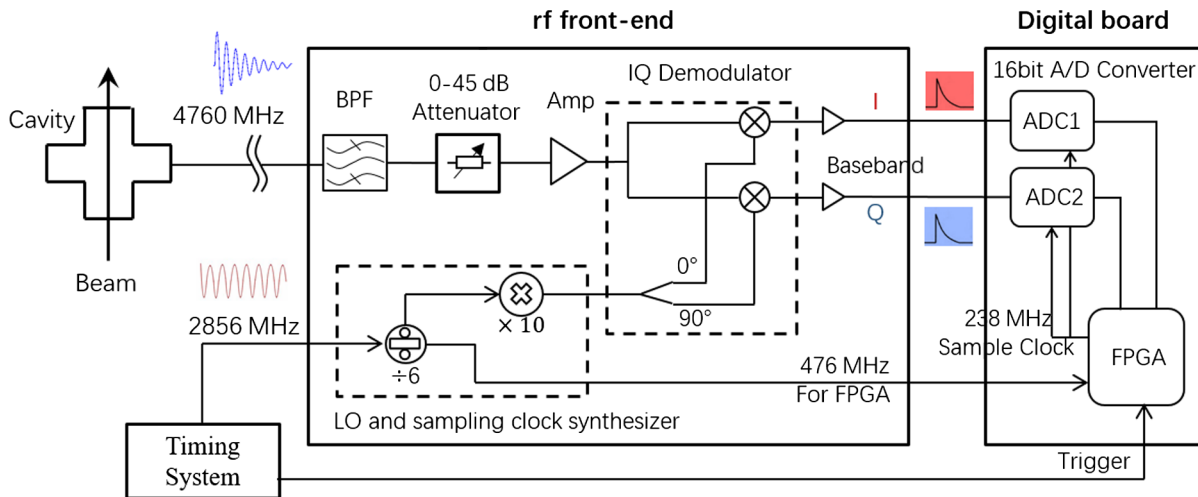 rf front-end
Digital board
Cavity
4760 MHz
BPF
0-45 dB
Attenuator
Amp
IQ Demodulator
I
16bit A/D Converter
ADC1
Baseband
ADC2
Q
Beam
0°
90°
2856 MHz
× 10
÷6
238 MHz
Sample Clock
FPGA
476 MHz
For FPGA
LO and sampling clock synthesizer
Timing
System
Trigger